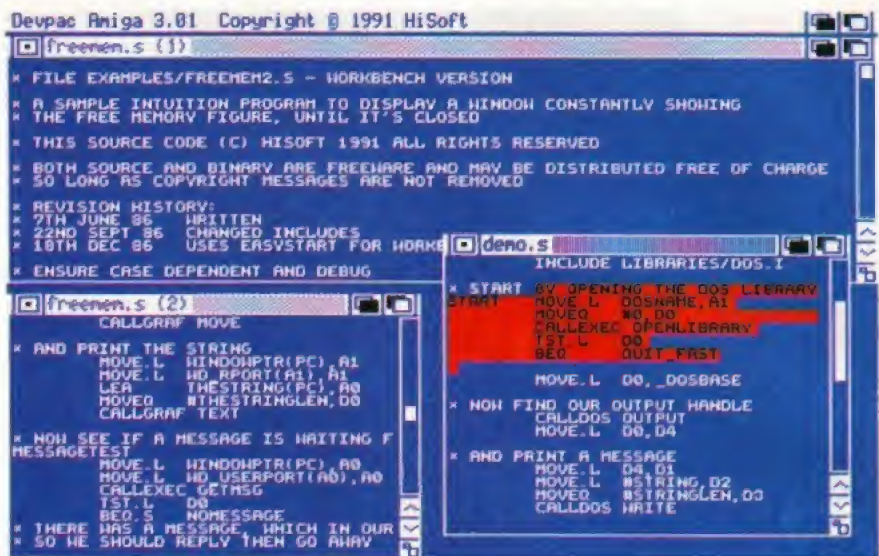 Devpac Amiga 3.01 Copyright © 1991 HiSoft
freemem.s (1)
* FILE EXAMPLES/FREEMEM2.S - WORKBENCH VERSION
* A SAMPLE INTUITION PROGRAM TO DISPLAY A WINDOW CONSTANTLY SHOWING
* THE FREE MEMORY FIGURE, UNTIL IT'S CLOSED
* THIS SOURCE CODE (C) HISOFT 1991 ALL RIGHTS RESERVED
* BOTH SOURCE AND BINARY ARE FREEWARE AND MAY BE DISTRIBUTED FREE OF CHARGE
* SO LONG AS COPYRIGHT MESSAGES ARE NOT REMOVED
* REVISION HISTORY:
* 7TH JUNE 86 WRITTEN
* 22ND SEPT 86 CHANGED INCLUDES
* 18TH DEC 86 USES EASYSTART FOR WORKB
* ENSURE CASE DEPENDENT AND DEBUG
freemem.s (2)
CALLGRAF MOVE
* AND PRINT THE STRING
MOVE.L WINDOWPTR(PC),A1
MOVE.L WD_RPORT(A1),A1
LEA THESTRING(PC),A0
MOVEQ #THESTRINGLEN,D0
CALLGRAF TEXT
* NOW SEE IF A MESSAGE IS WAITING F
MESSAGETEST
MOVE.L WINDOWPTR(PC),A0
MOVE.L WD_USERPORT(A0),A0
CALLEXEC GETMSG
TST.L D0
BEQ.S NOMESSAGE
* THERE WAS A MESSAGE, WHICH IN OUR
* SO WE SHOULD REPLY THEN GO AWAY
demo.s
INCLUDE LIBRARIES/DOS.I
* START BY OPENING THE DOS LIBRARY
START MOVE.L DOSNAME,A1
MOVEQ #0,D0
CALLEXEC OPENLIBRARY
TST.L D0
BEQ QUIT_FAST
MOVE.L D0,_DOSBASE
* NOW FIND OUR OUTPUT HANDLE
CALLDOS OUTPUT
MOVE.L D0,D4
* AND PRINT A MESSAGE
MOVE.L D4,D1
MOVE.L #STRING,D2
MOVEQ #STRINGLEN,D3
CALLDOS WRITE